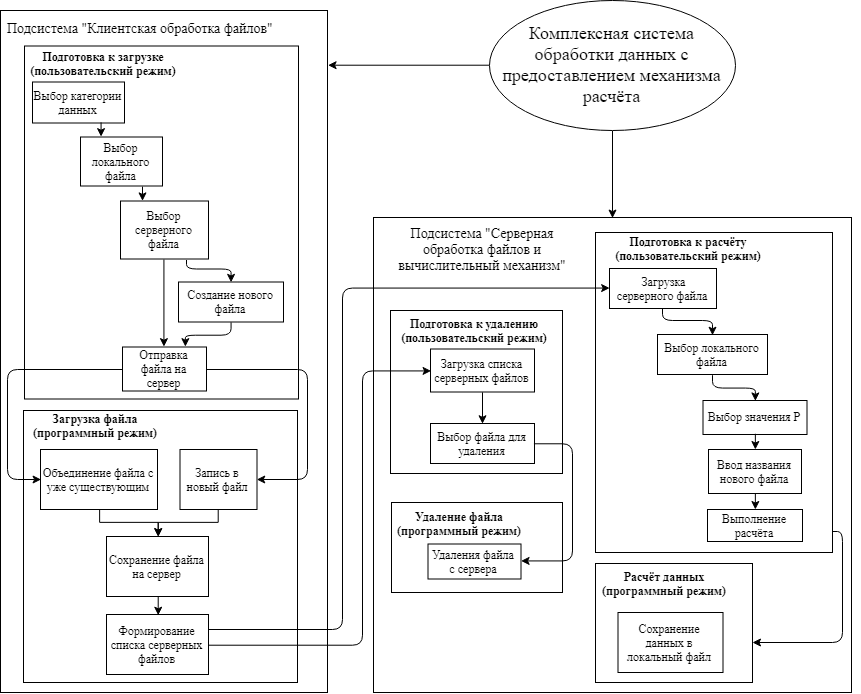 Подсистема "Клиентская обработка файлов"
Подготовка к загрузке
(пользовательский режим)
Выбор категории
данных
Выбор
локального
файла
Выбор
серверного
файла
Создание нового
файла
Отправка
файла на
сервер
Загрузка файла
(программный режим)
Объединение файла с
уже существующим
Запись в
новый файл
Сохранение файла
на сервер
Формирование
списка серверных
файлов
Комплексная система
обработки данных с
предоставлением механизма
расчёта
Подсистема "Серверная
обработка файлов и
вычислительный механизм"
Подготовка к удалению
(пользовательский режим)
Загрузка списка
серверных файлов
Выбор файла для
удаления
Удаление файла
(программный режим)
Удаления файла
с сервера
Подготовка к расчёту
(пользовательский режим)
Загрузка
серверного файла
Выбор локального
файла
Выбор значения P
Ввод названия
нового файла
Выполнение
расчёта
Расчёт данных
(программный режим)
Сохранение
данных в
локальный файл